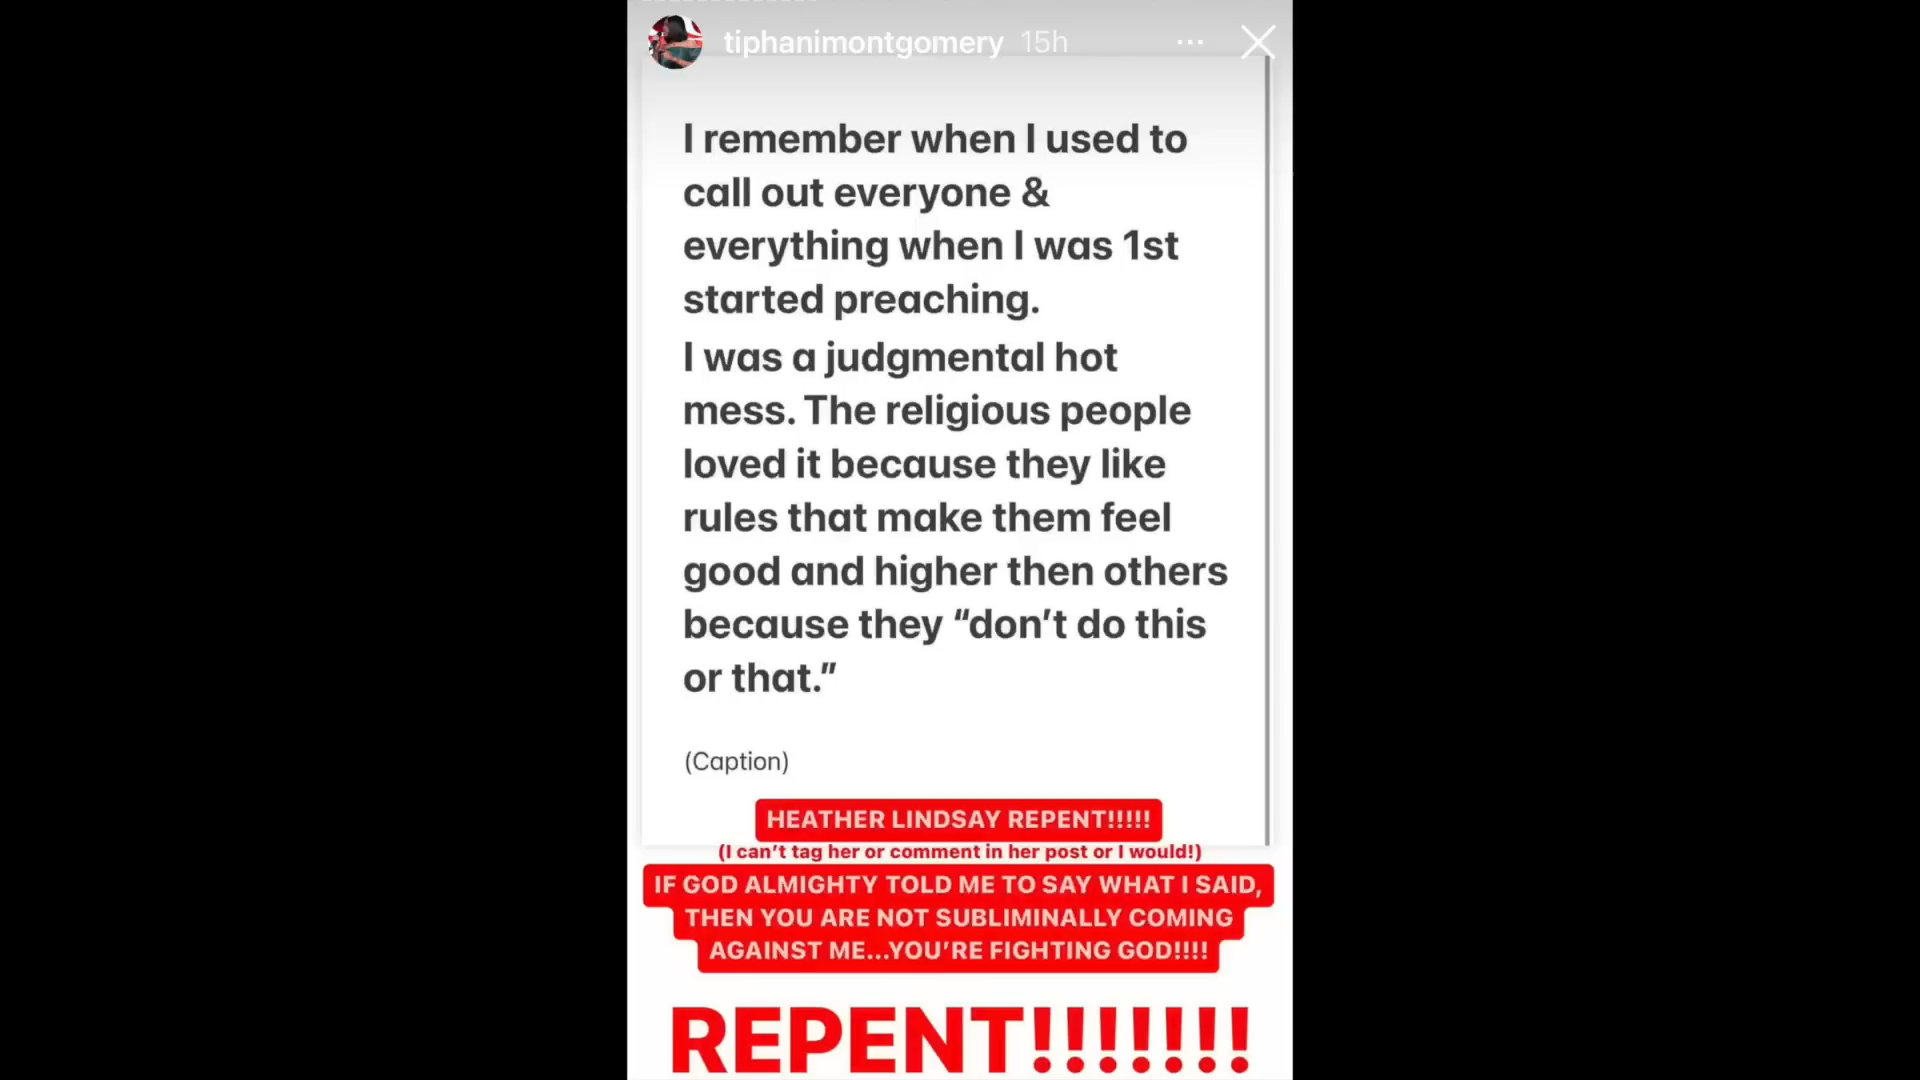 tiphanimontgomery 15h
I remember when I used to
call out everyone &
everything when I was 1st
started preaching.
I was a judgmental hot
mess. The religious people
loved it because they like
rules that make them feel
good and higher then others
because they “don’t do this
or that.”
(Caption)
HEATHER LINDSAY REPENT!!!!!
(I can’t tag her or comment in her post or I would!)
IF GOD ALMIGHTY TOLD ME TO SAY WHAT I SAID,
THEN YOU ARE NOT SUBLIMINALLY COMING
AGAINST ME...YOU’RE FIGHTING GOD!!!!
REPENT!!!!!!!